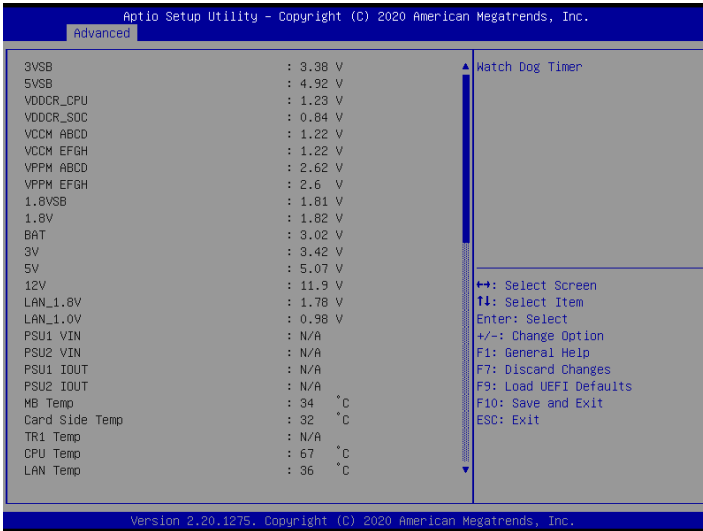 Aptio Setup Utility – Copyright (C) 2020 American Megatrends, Inc.
Advanced
3VSB : 3.38 V
5VSB : 4.92 V
VDDCR_CPU : 1.23 V
VDDCR_SOC : 0.84 V
VCCM ABCD : 1.22 V
VCCM EFGH : 1.22 V
VPPM ABCD : 2.62 V
VPPM EFGH : 2.6 V
1.8VSB : 1.81 V
1.8V : 1.82 V
BAT : 3.02 V
3V : 3.42 V
5V : 5.07 V
12V : 11.9 V
LAN_1.8V : 1.78 V
LAN_1.0V : 0.98 V
PSU1 VIN : N/A
PSU2 VIN : N/A
PSU1 IOUT : N/A
PSU2 IOUT : N/A
MB Temp : 34 °C
Card Side Temp : 32 °C
TR1 Temp : N/A
CPU Temp : 67 °C
LAN Temp : 36 °C
Watch Dog Timer
↔: Select Screen
↑↓: Select Item
Enter: Select
+/-: Change Option
F1: General Help
F7: Discard Changes
F9: Load UEFI Defaults
F10: Save and Exit
ESC: Exit
Version 2.20.1275. Copyright (C) 2020 American Megatrends, Inc.